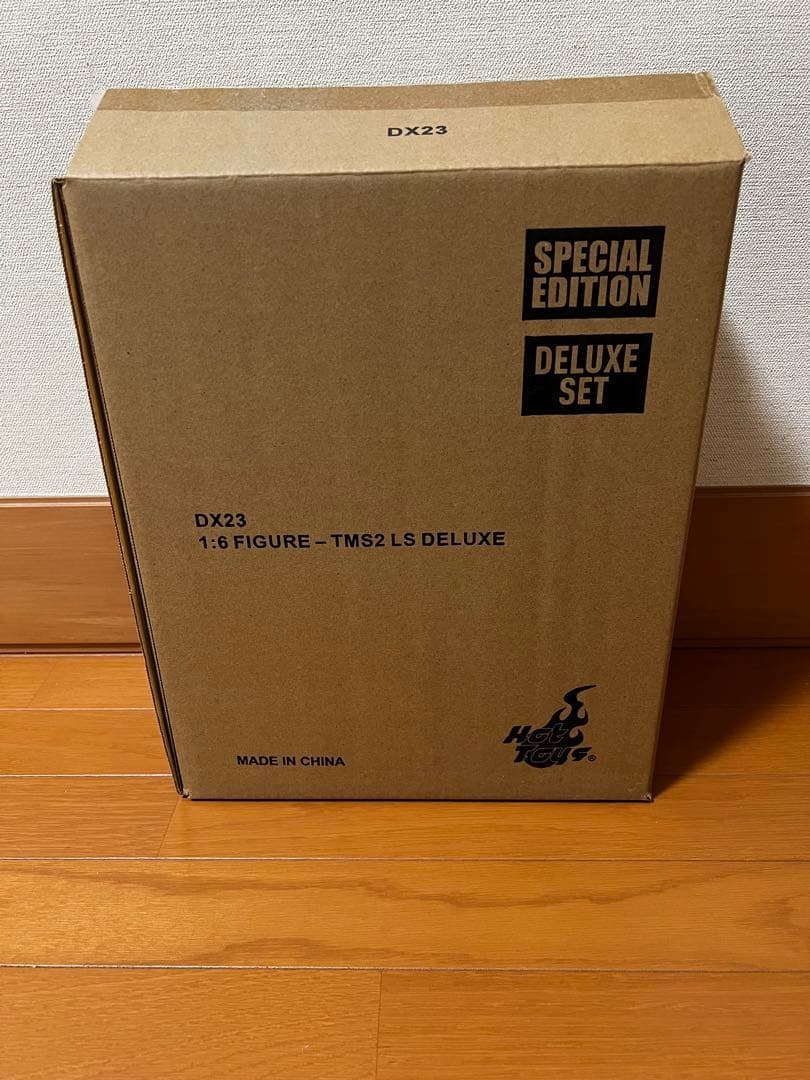 DX23
SPECIAL
EDITION
DELUXE
SET
DX23
1:6 FIGURE – TMS2 LS DELUXE
Hot
Toys®
MADE IN CHINA